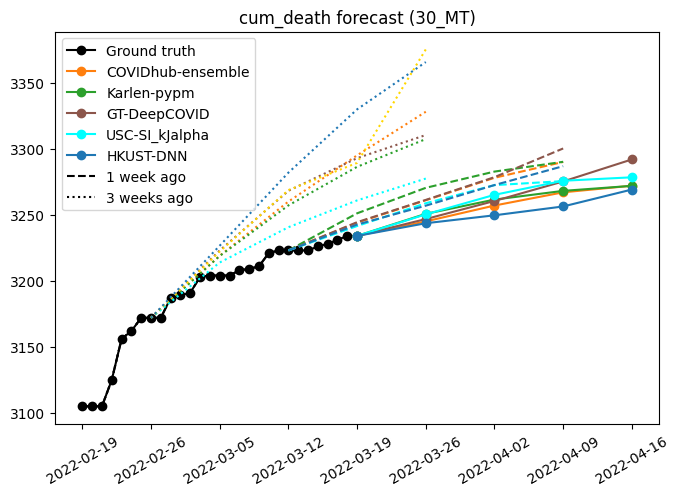 cum_death forecast (30_MT)
Ground truth
COVIDhub-ensemble
Karlen-pypm
GT-DeepCOVID
USC-SI_kJalpha
HKUST-DNN
1 week ago
3 weeks ago
3350
3300
3250
3200
3150
3100
2022-02-19
2022-02-26
2022-03-05
2022-03-12
2022-03-19
2022-03-26
2022-04-02
2022-04-09
2022-04-16